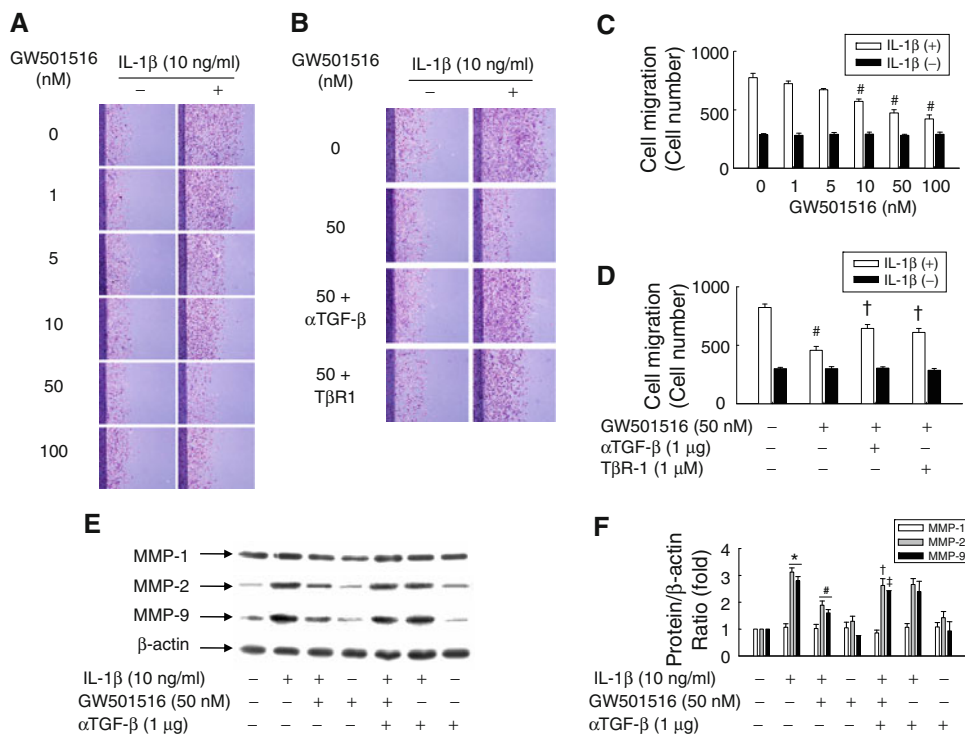 A
GW501516
(nM)
IL-1β (10 ng/ml)
− +
0
1
5
10
50
100
B
GW501516
(nM)
IL-1β (10 ng/ml)
− +
0
50
50 +
αTGF-β
50 +
TβR1
C
IL-1β (+)
IL-1β (−)
Cell migration
(Cell number)
1000
500
0
# # #
0 1 5 10 50 100
GW501516 (nM)
D
IL-1β (+)
IL-1β (−)
Cell migration
(Cell number)
1000
500
0
# † †
GW501516 (50 nM) − + + +
αTGF-β (1 µg) − − + −
TβR-1 (1 µM) − − − +
E
MMP-1
MMP-2
MMP-9
β-actin
IL-1β (10 ng/ml) − + + − + + −
GW501516 (50 nM) − − + + + − −
αTGF-β (1 µg) − − − − + + +
F
MMP-1
MMP-2
MMP-9
Protein/β-actin
Ratio (fold)
4
3
2
1
0
* # † ‡
IL-1β (10 ng/ml) − + + − + + −
GW501516 (50 nM) − − + + + − −
αTGF-β (1 µg) − − − − + + +